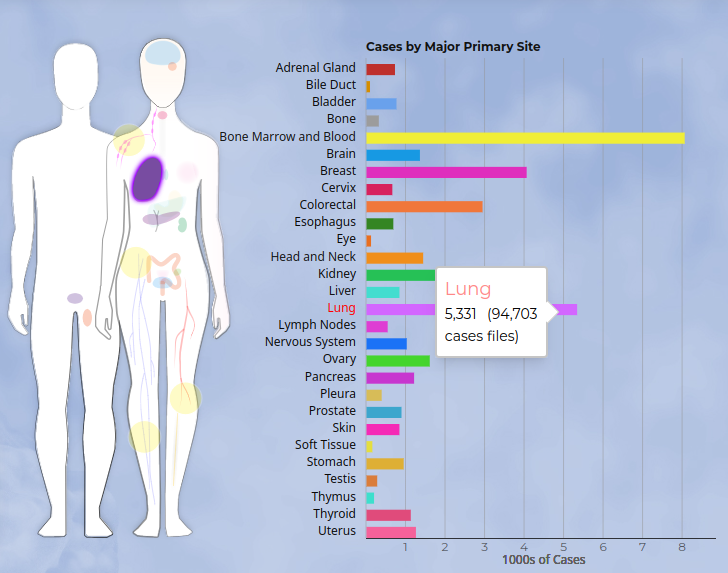 Cases by Major Primary Site
Adrenal Gland
Bile Duct
Bladder
Bone
Bone Marrow and Blood
Brain
Breast
Cervix
Colorectal
Esophagus
Eye
Head and Neck
Kidney
Liver
Lung
Lymph Nodes
Nervous System
Ovary
Pancreas
Pleura
Prostate
Skin
Soft Tissue
Stomach
Testis
Thymus
Thyroid
Uterus
Lung
5,331 (94,703
cases files)
1 2 3 4 5 6 7 8
1000s of Cases